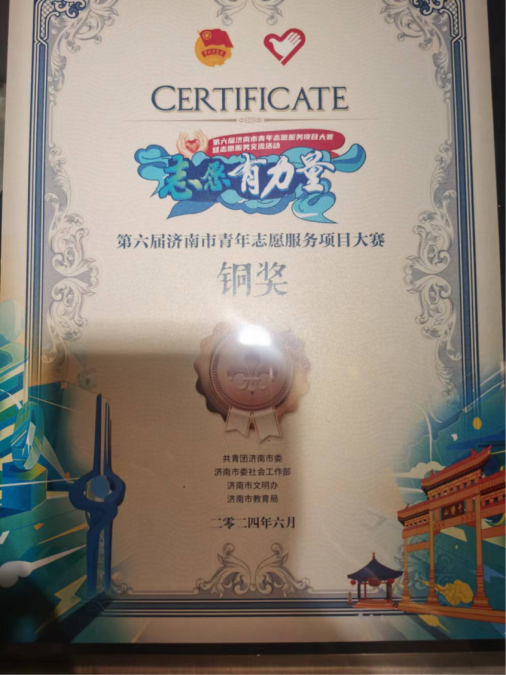 CERTIFICATE
第六届济南市青年志愿服务项目大赛
暨志愿服务交流活动
志愿有力量
第六届济南市青年志愿服务项目大赛
铜奖
共青团济南市委
济南市委社会工作部
济南市文明办
济南市教育局
二零二四年六月